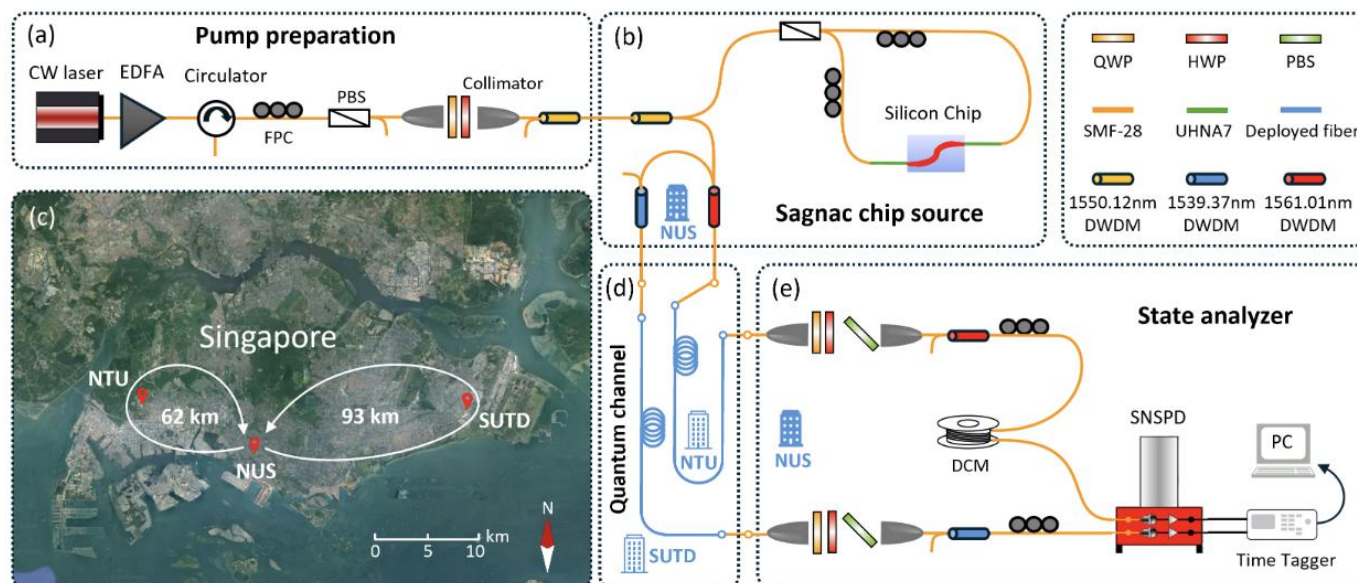 (a)
Pump preparation
CW laser
EDFA
Circulator
FPC
PBS
Collimator
(b)
Silicon Chip
NUS
Sagnac chip source
QWP
HWP
PBS
SMF-28
UHNA7
Deployed fiber
1550.12nm
DWDM
1539.37nm
DWDM
1561.01nm
DWDM
(c)
Singapore
NTU
62 km
93 km
SUTD
NUS
N
km
0 5 10
(d)
Quantum channel
NTU
SUTD
(e)
State analyzer
NUS
DCM
SNSPD
PC
Time Tagger